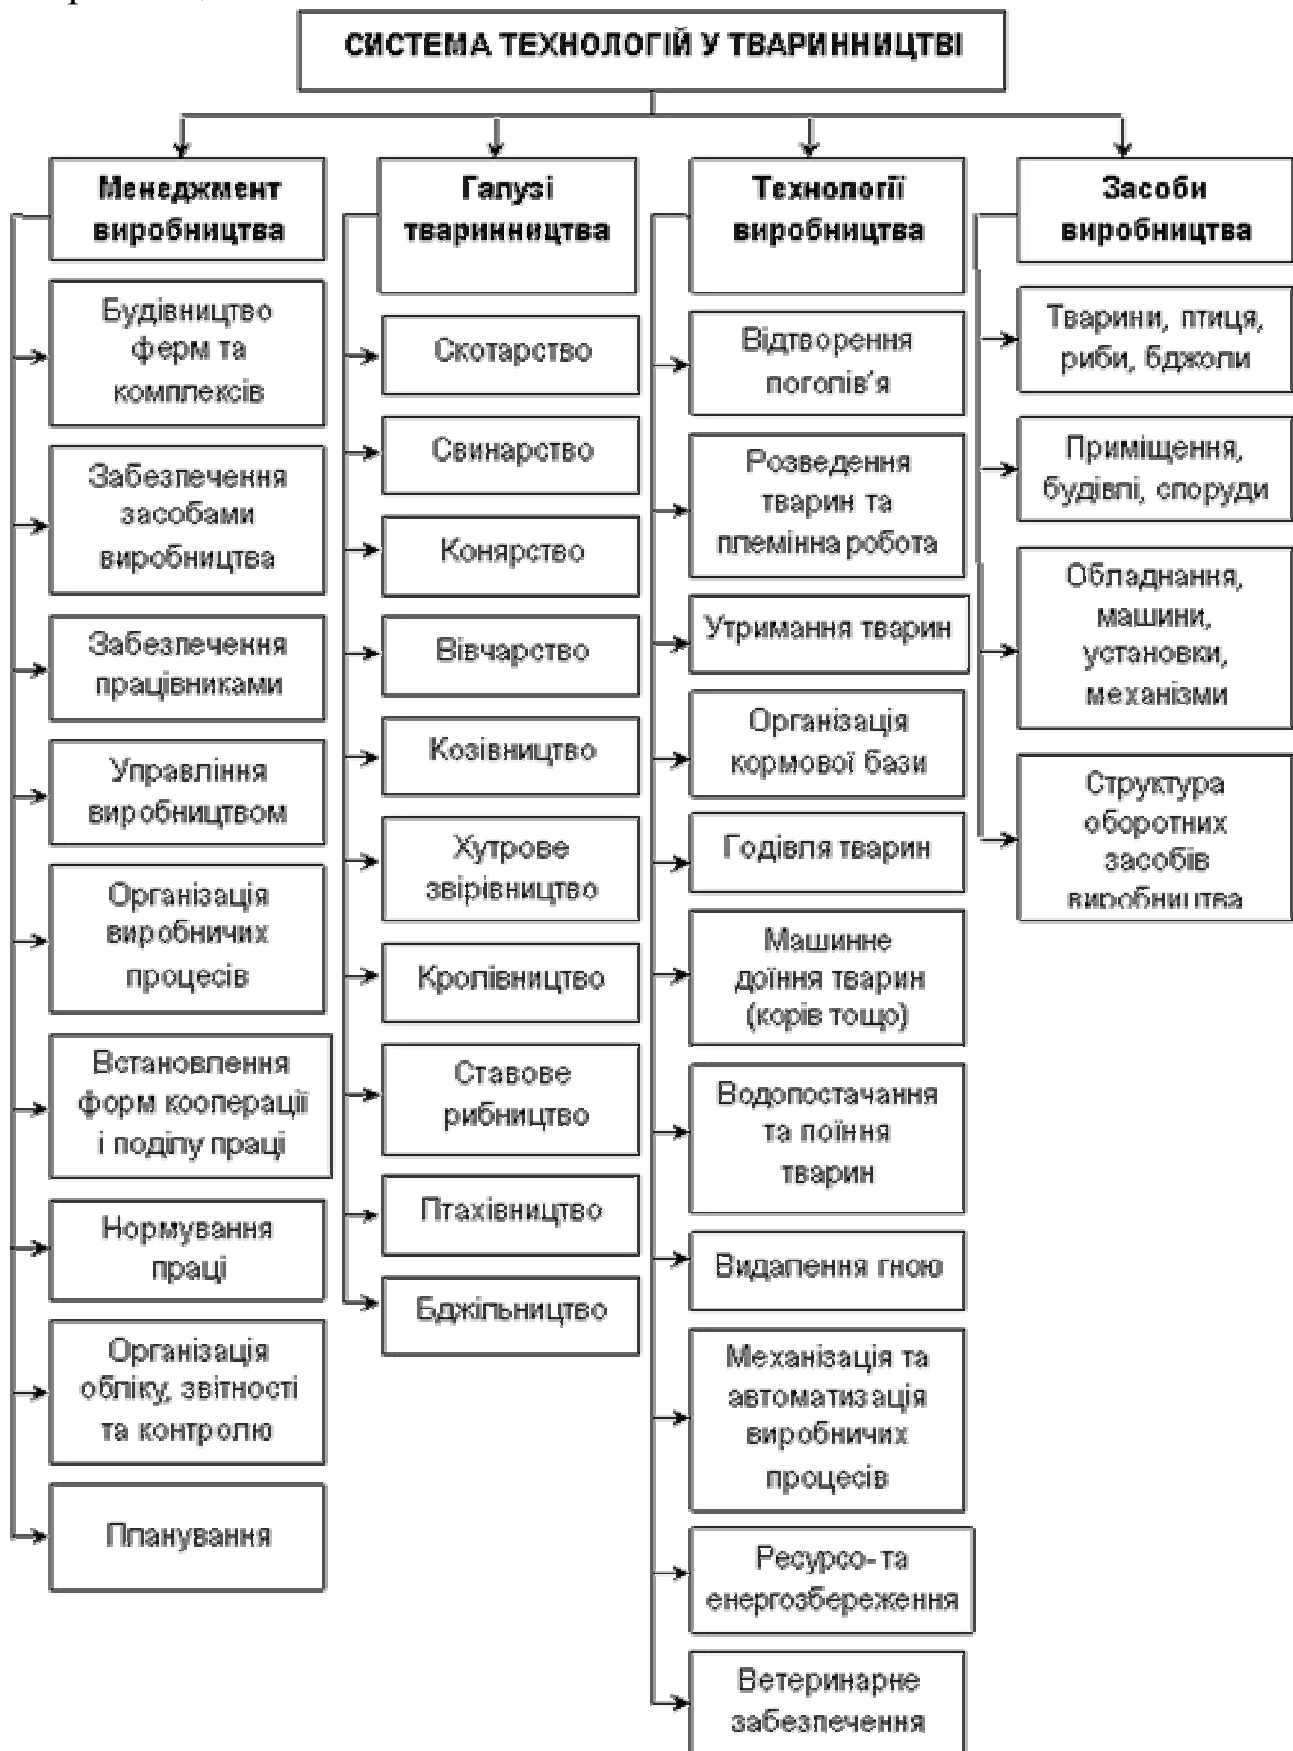 СИСТЕМА ТЕХНОЛОГІЙ У ТВАРИННИЦТВІ
Менеджмент
виробництва
Будівництво
ферм та
комплексів
Забезпечення
засобами
виробництва
Забезпечення
працівниками
Управління
виробництвом
Організація
виробничих
процесів
Встановлення
форм кооперації
і поділу праці
Нормування
праці
Організація
обліку, звітності
та контролю
Планування
Галузі
тваринництва
Скотарство
Свинарство
Конярство
Вівчарство
Козівництво
Хутрове
звірівництво
Кролівництво
Ставове
рибництво
Птахівництво
Бджільництво
Технології
виробництва
Відтворення
поголів'я
Розведення
тварин та
племінна робота
Утримання тварин
Організація
кормової бази
Годівля тварин
Машинне
доїння тварин
(корів тощо)
Водопостачання
та поїння
тварин
Видалення гною
Механізація та
автоматизація
виробничих
процесів
Ресурсо- та
енергозбереження
Ветеринарне
забезпечення
Засоби
виробництва
Тварини, птиця,
риби, бджоли
Приміщення,
будівлі, споруди
Обладнання,
машини,
установки,
механізми
Структура
оборотних
засобів
виробництва